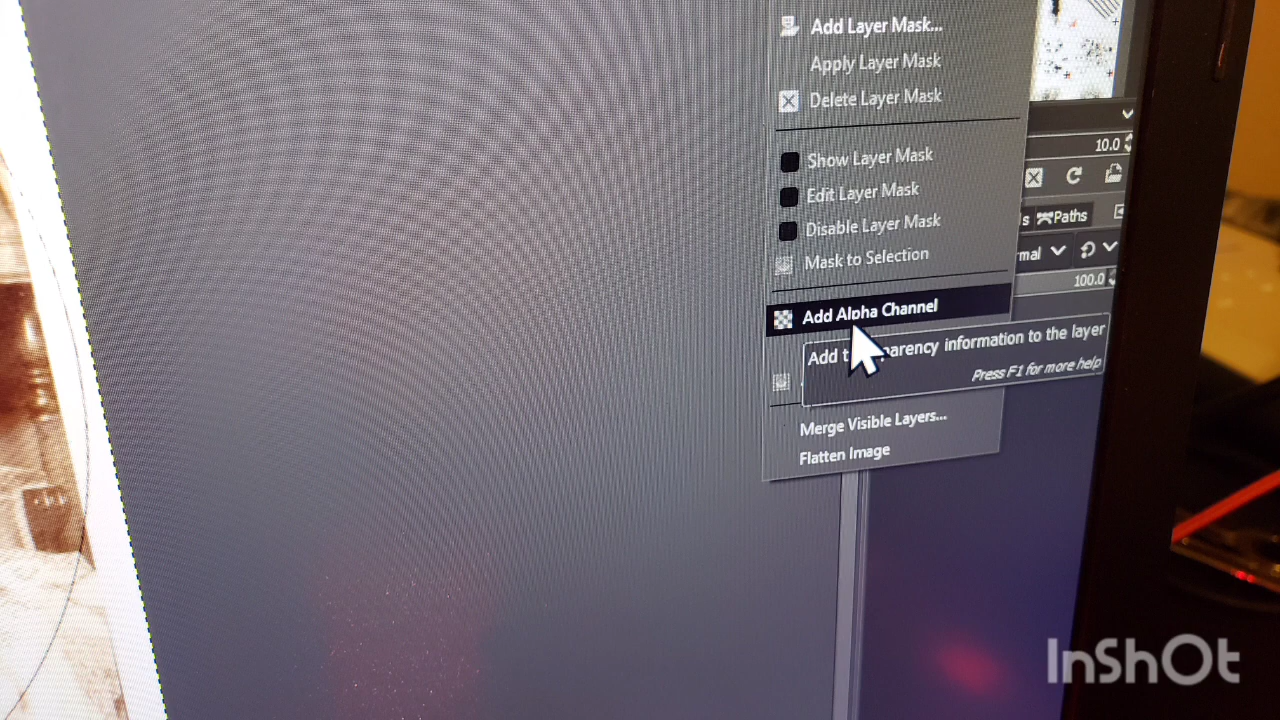 Add Layer Mask...
Apply Layer Mask
Delete Layer Mask
10.0
Show Layer Mask
Edit Layer Mask
Paths
Disable Layer Mask
Mask to Selection
100.0
Add Alpha Channel
Add information to the layer
Press F1 for more help
Merge Visible Layers...
Flatten Image
InShOt